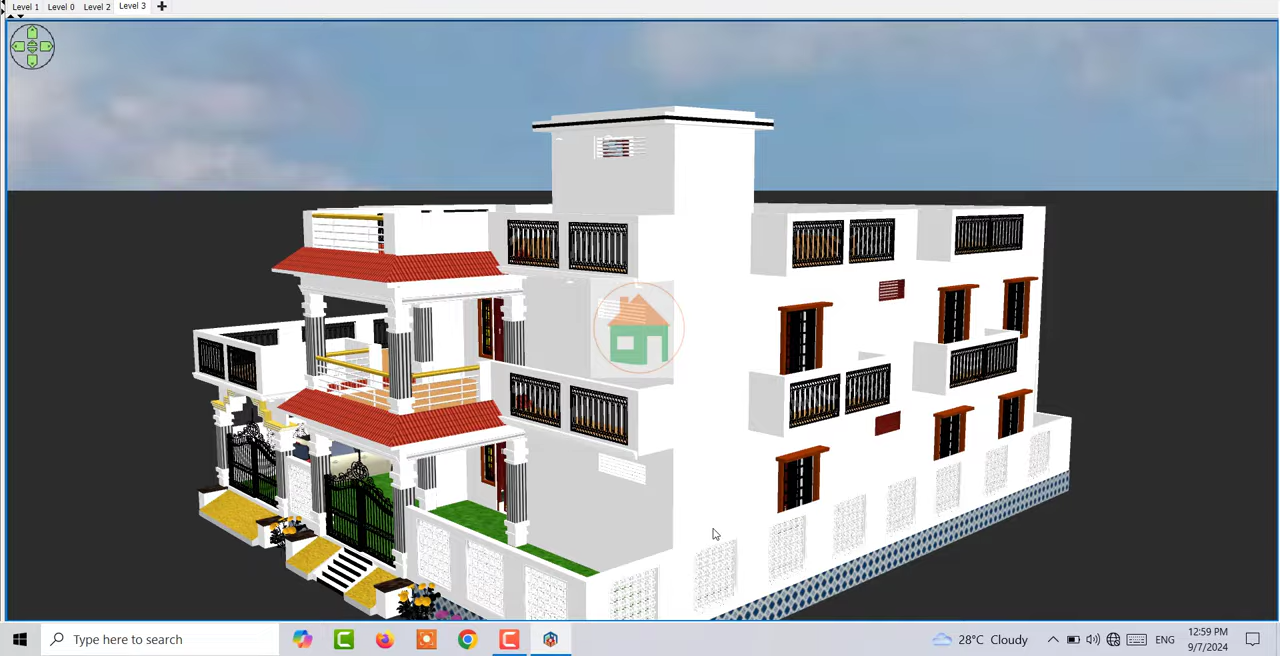 Level 1 Level 0 Level 2 Level 3
Type here to search
28°C Cloudy
ENG
12:59 PM
9/7/2024